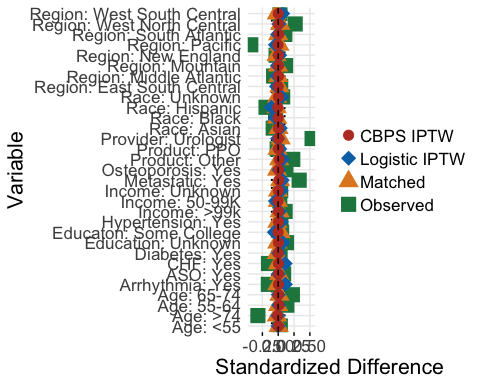 Region: West South Central
Region: West North Central
Region: South Atlantic
Region: Pacific
Region: New England
Region: Mountain
Region: Middle Atlantic
Region: East South Central
Race: Unknown
Race: Hispanic
Race: Black
Race: Asian
Provider: Urologist
Product: PPO
Product: Other
Osteoporosis: Yes
Metastatic: Yes
Income: Unknown
Income: 50-99K
Income: >99k
Hypertension: Yes
Educaton: Some College
Education: Unknown
Diabetes: Yes
CHF: Yes
ASO: Yes
Arrhythmia: Yes
Age: 65-74
Age: 55-64
Age: >74
Age: <55
Variable
Standardized Difference
CBPS IPTW
Logistic IPTW
Matched
Observed